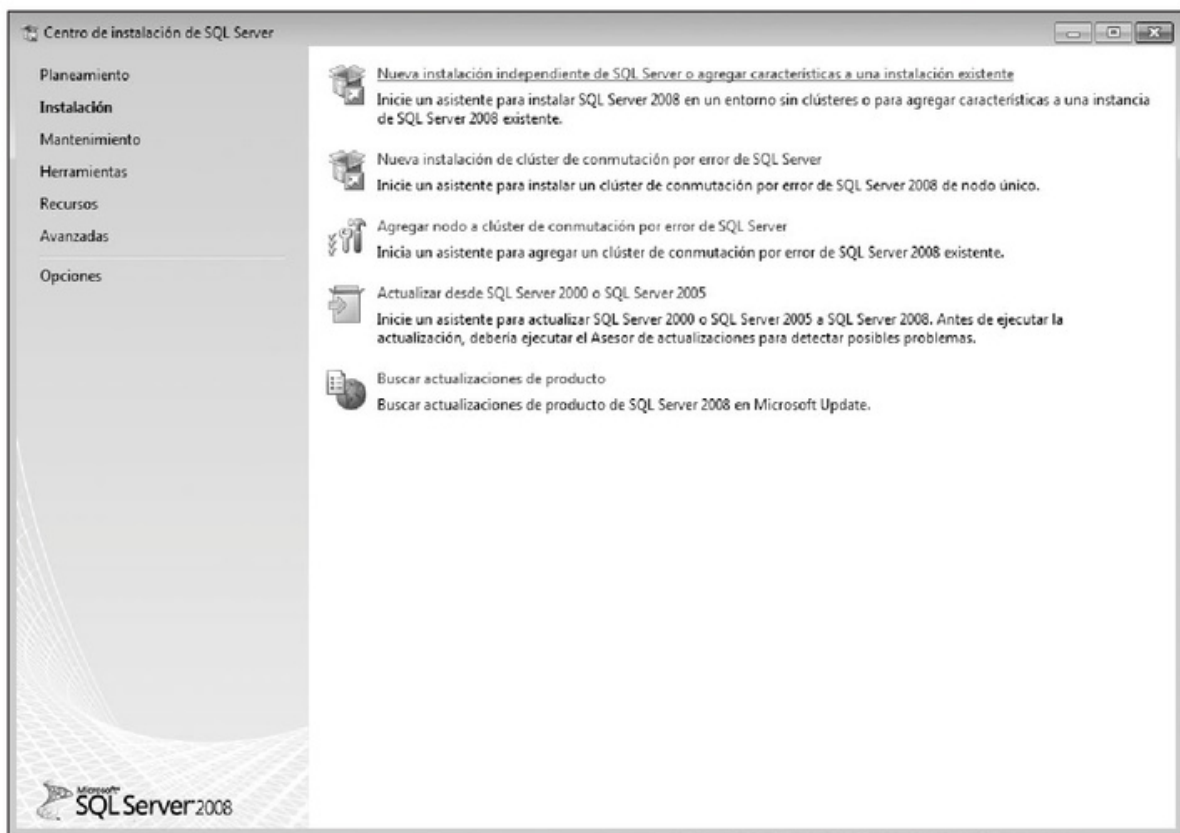 Centro de instalación de SQL Server
Planeamiento
Instalación
Mantenimiento
Herramientas
Recursos
Avanzadas
Opciones
Nueva instalación independiente de SQL Server o agregar características a una instalación existente
Inicie un asistente para instalar SQL Server 2008 en un entorno sin clústeres o para agregar características a una instancia
de SQL Server 2008 existente.
Nueva instalación de clúster de conmutación por error de SQL Server
Inicie un asistente para instalar un clúster de conmutación por error de SQL Server 2008 de nodo único.
Agregar nodo a clúster de conmutación por error de SQL Server
Inicia un asistente para agregar un clúster de conmutación por error de SQL Server 2008 existente.
Actualizar desde SQL Server 2000 o SQL Server 2005
Inicie un asistente para actualizar SQL Server 2000 o SQL Server 2005 a SQL Server 2008. Antes de ejecutar la
actualización, debería ejecutar el Asesor de actualizaciones para detectar posibles problemas.
Buscar actualizaciones de producto
Buscar actualizaciones de producto de SQL Server 2008 en Microsoft Update.
Microsoft
SQL Server 2008